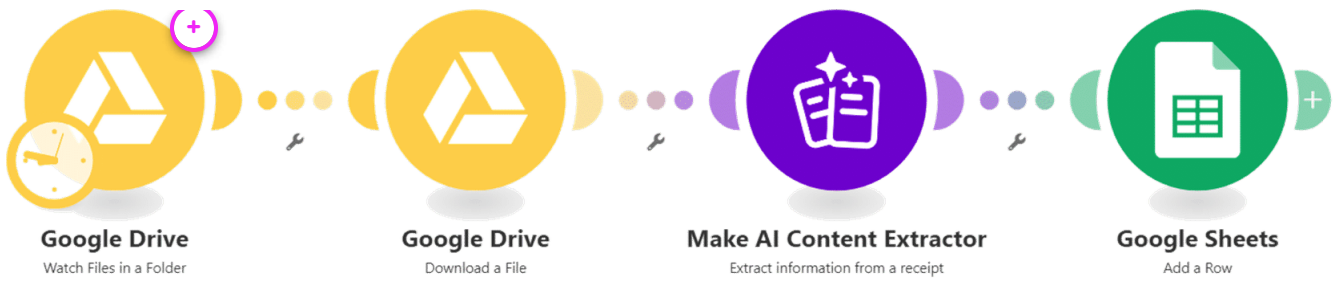 Google Drive
Watch Files in a Folder
Google Drive
Download a File
Make AI Content Extractor
Extract information from a receipt
Google Sheets
Add a Row